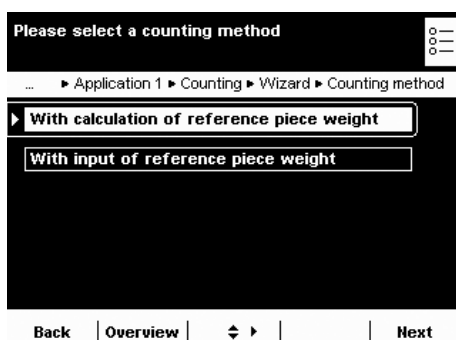 Please select a counting method
... ▸ Application 1 ▸ Counting ▸ Wizard ▸ Counting method
With calculation of reference piece weight
With input of reference piece weight
Back Overview Next